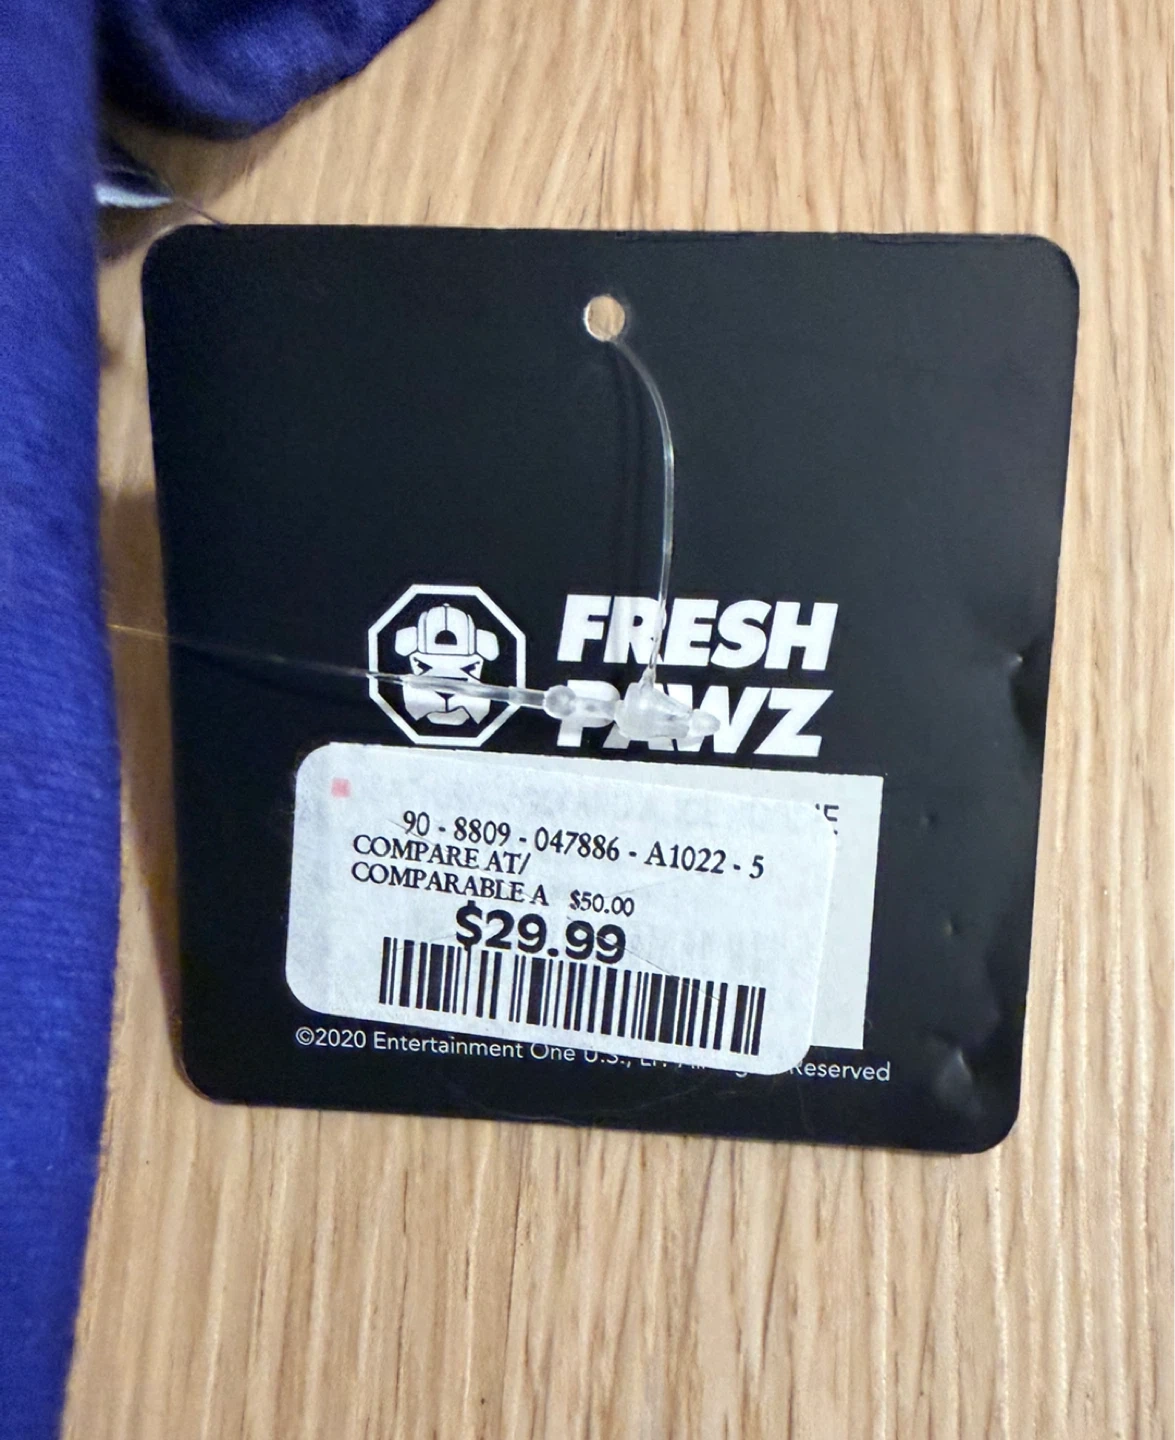 FRESH
PAWZ
90 - 8809 - 047886 - A1022 - 5
COMPARE AT/
COMPARABLE A $50.00
$29.99
©2020 Entertainment One U.S., LP. All Reserved